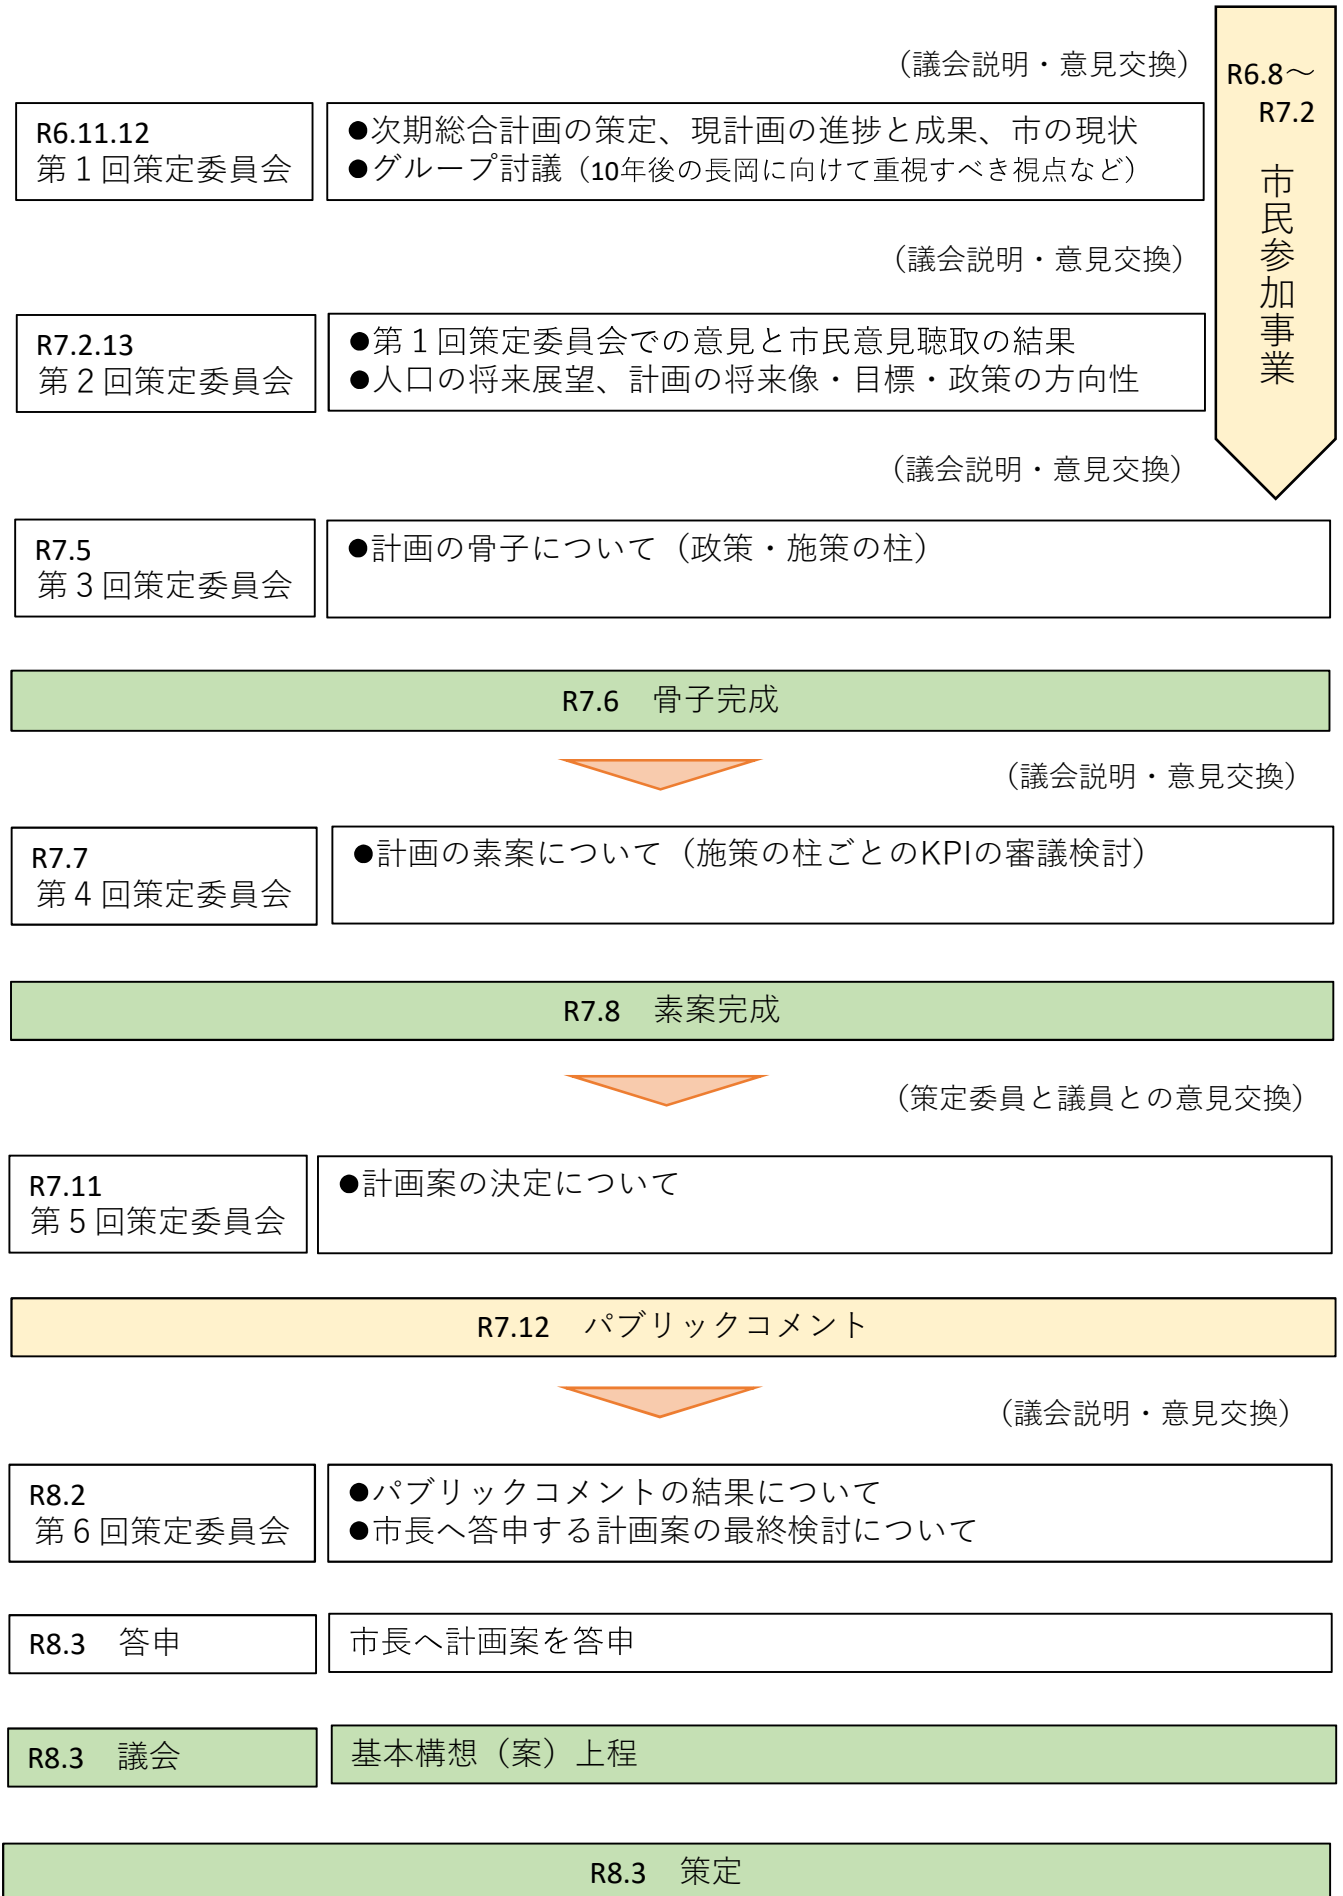 （議会説明・意見交換）
R6.8～
R7.2
市民参加事業
R6.11.12
第１回策定委員会
●次期総合計画の策定、現計画の進捗と成果、市の現状
●グループ討議（10年後の長岡に向けて重視すべき視点など）
（議会説明・意見交換）
R7.2.13
第２回策定委員会
●第１回策定委員会での意見と市民意見聴取の結果
●人口の将来展望、計画の将来像・目標・政策の方向性
（議会説明・意見交換）
R7.5
第３回策定委員会
●計画の骨子について（政策・施策の柱）
R7.6　骨子完成
（議会説明・意見交換）
R7.7
第４回策定委員会
●計画の素案について（施策の柱ごとのKPIの審議検討）
R7.8　素案完成
（策定委員と議員との意見交換）
R7.11
第５回策定委員会
●計画案の決定について
R7.12　パブリックコメント
（議会説明・意見交換）
R8.2
第６回策定委員会
●パブリックコメントの結果について
●市長へ答申する計画案の最終検討について
R8.3　答申
市長へ計画案を答申
R8.3　議会
基本構想（案）上程
R8.3　策定